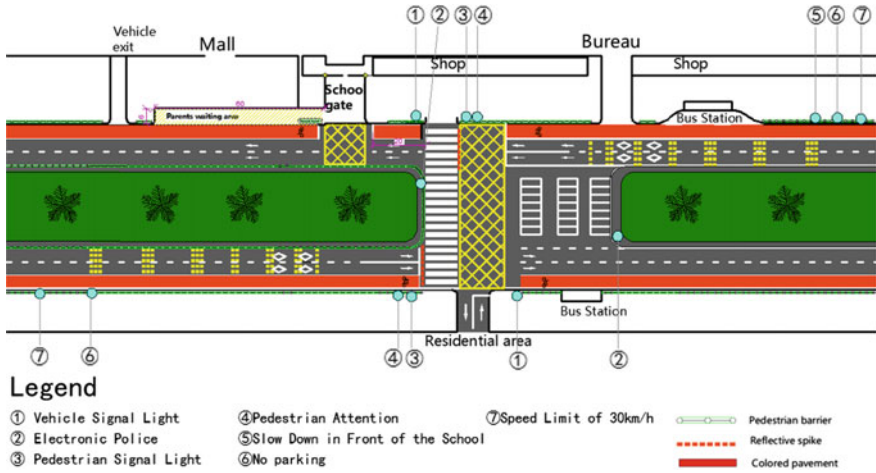 ① ② ③ ④ ⑤ ⑥ ⑦
Vehicle
exit
Mall
Bureau
Shop
Shop
Schoo
gate
60
Parents waiting area
Bus Station
Bus Station
Residential area
⑦ ⑥ ④ ③ ① ②
Legend
① Vehicle Signal Light
② Electronic Police
③ Pedestrian Signal Light
④Pedestrian Attention
⑤Slow Down in Front of the School
⑥No parking
⑦Speed Limit of 30km/h
Pedestrian barrier
Reflective spike
Colored pavement